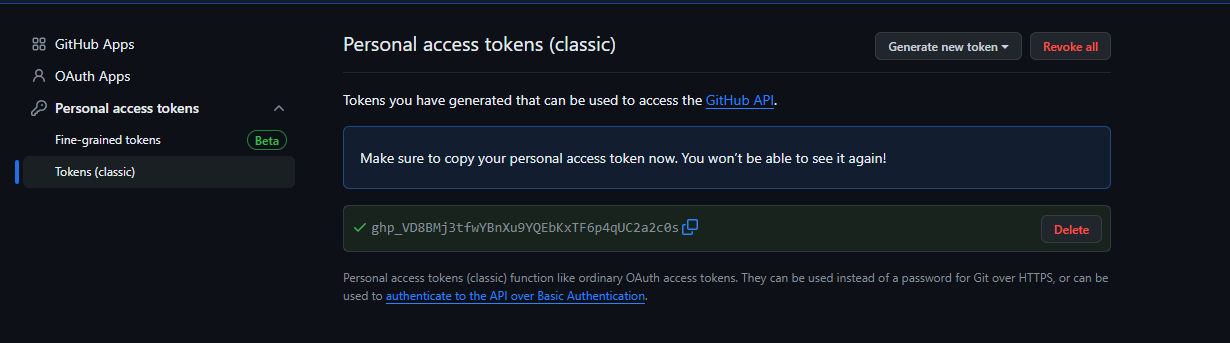 GitHub Apps
OAuth Apps
Personal access tokens
Fine-grained tokens
Beta
Tokens (classic)
Personal access tokens (classic)
Generate new token
Revoke all
Tokens you have generated that can be used to access the GitHub API.
Make sure to copy your personal access token now. You won’t be able to see it again!
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
Delete
Personal access tokens (classic) function like ordinary OAuth access tokens. They can be used instead of a password for Git over HTTPS, or can be
used to authenticate to the API over Basic Authentication.